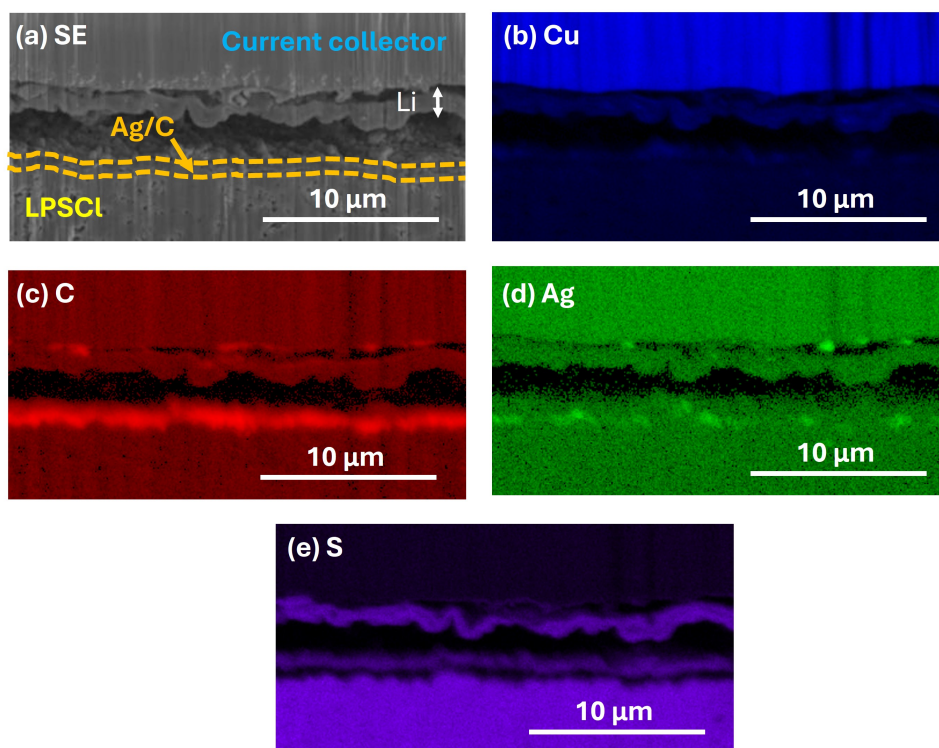 (a) SE
Current collector
Li
Ag/C
LPSCl
10 μm
(b) Cu
10 μm
(c) C
10 μm
(d) Ag
10 μm
(e) S
10 μm